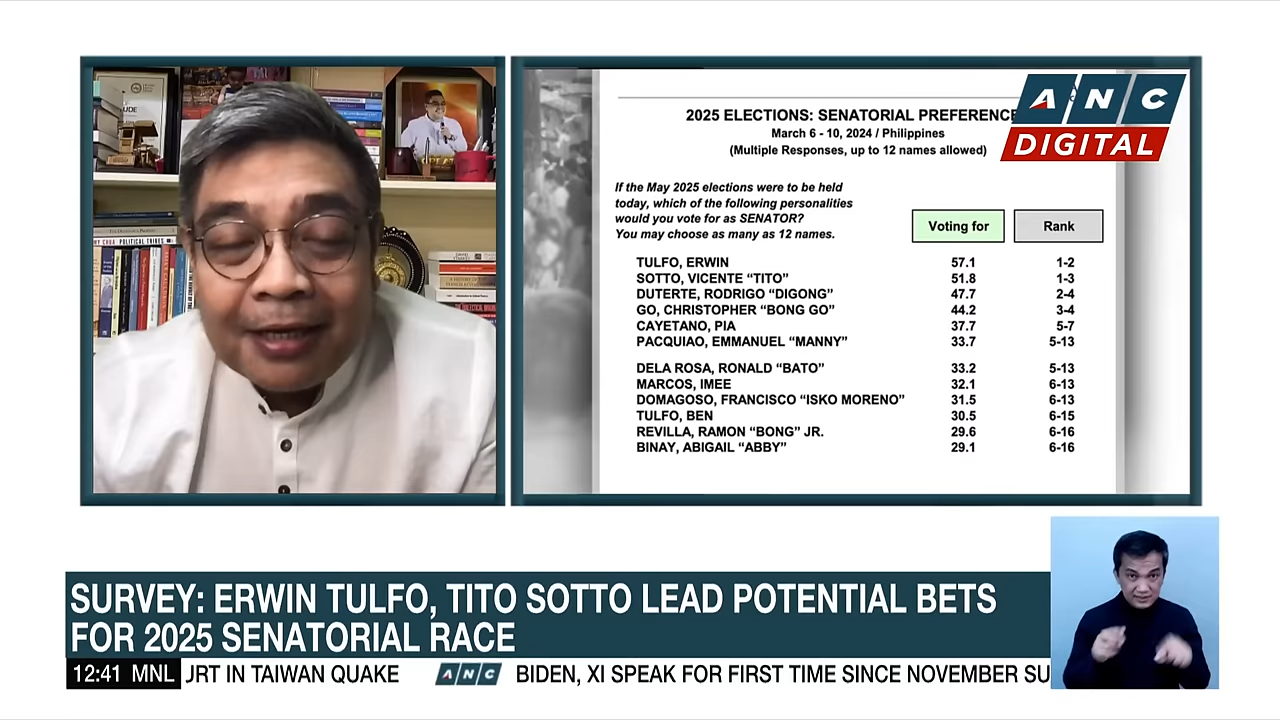 ANC
DIGITAL
2025 ELECTIONS: SENATORIAL PREFERENCE
March 6 - 10, 2024 / Philippines
(Multiple Responses, up to 12 names allowed)
If the May 2025 elections were to be held
today, which of the following personalities
would you vote for as SENATOR?
You may choose as many as 12 names.
Voting for Rank
TULFO, ERWIN 57.1 1-2
SOTTO, VICENTE “TITO” 51.8 1-3
DUTERTE, RODRIGO “DIGONG” 47.7 2-4
GO, CHRISTOPHER “BONG GO” 44.2 3-4
CAYETANO, PIA 37.7 5-7
PACQUIAO, EMMANUEL “MANNY” 33.7 5-13
DELA ROSA, RONALD “BATO” 33.2 5-13
MARCOS, IMEE 32.1 6-13
DOMAGOSO, FRANCISCO “ISKO MORENO” 31.5 6-13
TULFO, BEN 30.5 6-15
REVILLA, RAMON “BONG” JR. 29.6 6-16
BINAY, ABIGAIL “ABBY” 29.1 6-16
POLITICAL TRIBES
SURVEY: ERWIN TULFO, TITO SOTTO LEAD POTENTIAL BETS
FOR 2025 SENATORIAL RACE
12:41 MNL JRT IN TAIWAN QUAKE ANC BIDEN, XI SPEAK FOR FIRST TIME SINCE NOVEMBER SU